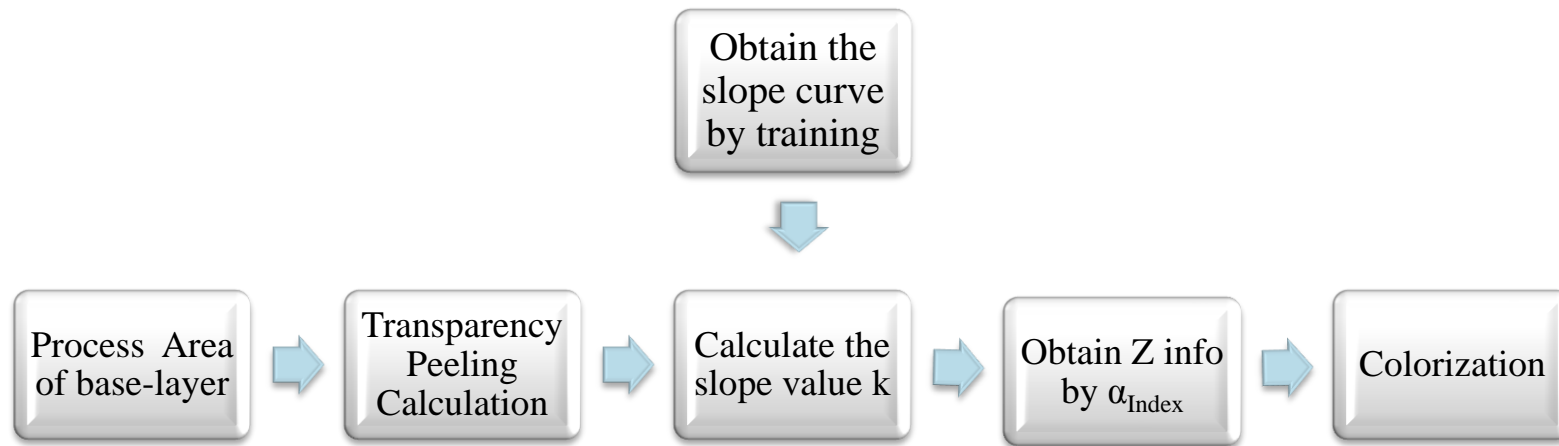 Obtain the
slope curve
by training
Process Area
of base-layer
Transparency
Peeling
Calculation
Calculate the
slope value k
Obtain Z info
by α_Index
Colorization